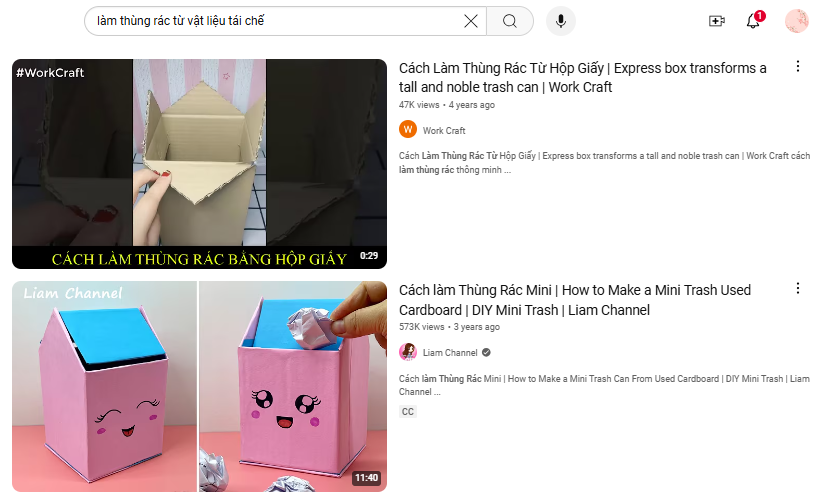 làm thùng rác từ vật liệu tái chế
1
#WorkCraft
CÁCH LÀM THÙNG RÁC BẰNG HỘP GIẤY
0:29
Cách Làm Thùng Rác Từ Hộp Giấy | Express box transforms a
tall and noble trash can | Work Craft
47K views • 4 years ago
W
Work Craft
Cách Làm Thùng Rác Từ Hộp Giấy | Express box transforms a tall and noble trash can | Work Craft cách
làm thùng rác thông minh ...
Liam Channel
11:40
Cách làm Thùng Rác Mini | How to Make a Mini Trash Used
Cardboard | DIY Mini Trash | Liam Channel
573K views • 3 years ago
Liam Channel
Cách làm Thùng Rác Mini | How to Make a Mini Trash Can From Used Cardboard | DIY Mini Trash | Liam
Channel ...
CC